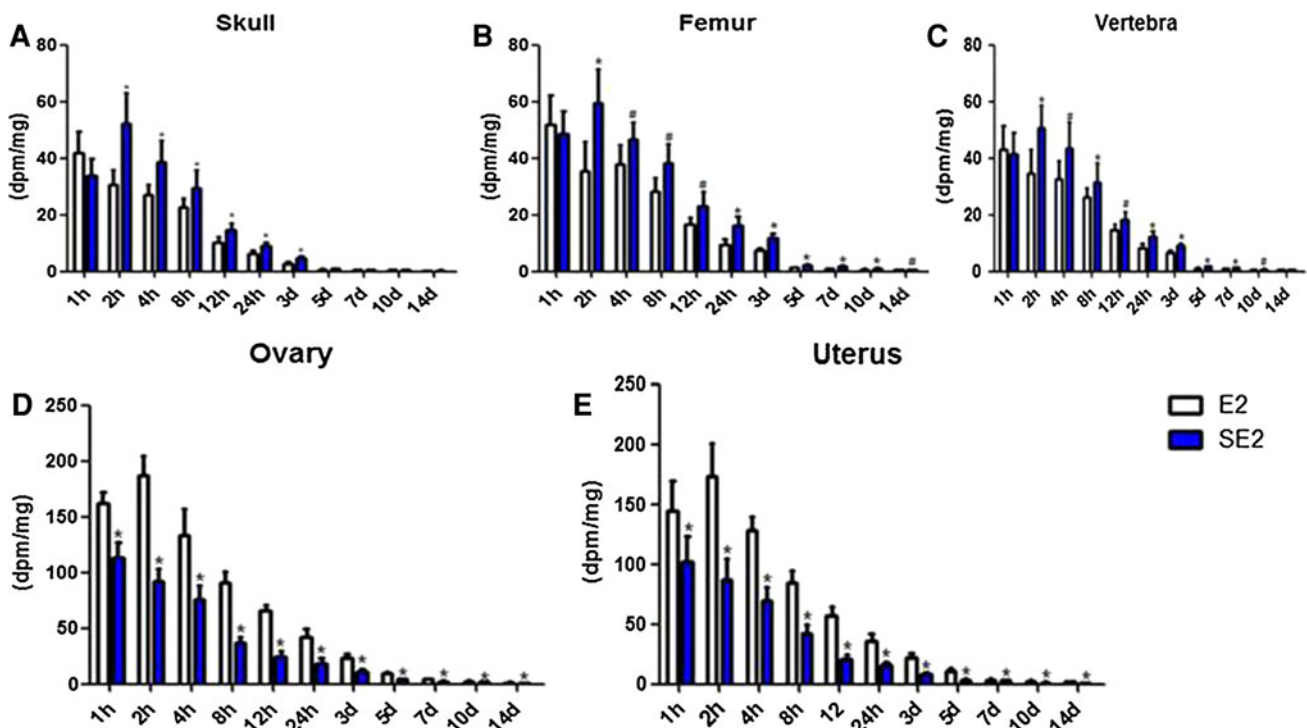 A
Skull
(dpm/mg)
80
60
40
20
0
1h 2h 4h 8h 12h 24h 3d 5d 7d 10d 14d
* * * * * * *
B
Femur
(dpm/mg)
80
60
40
20
0
1h 2h 4h 8h 12h 24h 3d 5d 7d 10d 14d
* # # # * * * * * #
C
Vertebra
(dpm/mg)
80
60
40
20
0
1h 2h 4h 8h 12h 24h 3d 5d 7d 10d 14d
* # * # * * * * #
D
Ovary
(dpm/mg)
250
200
150
100
50
0
1h 2h 4h 8h 12h 24h 3d 5d 7d 10d 14d
* * * * * * * * * * *
E
Uterus
(dpm/mg)
250
200
150
100
50
0
1h 2h 4h 8h 12 24h 3d 5d 7d 10d 14d
* * * * * * * * * * *
E2
SE2